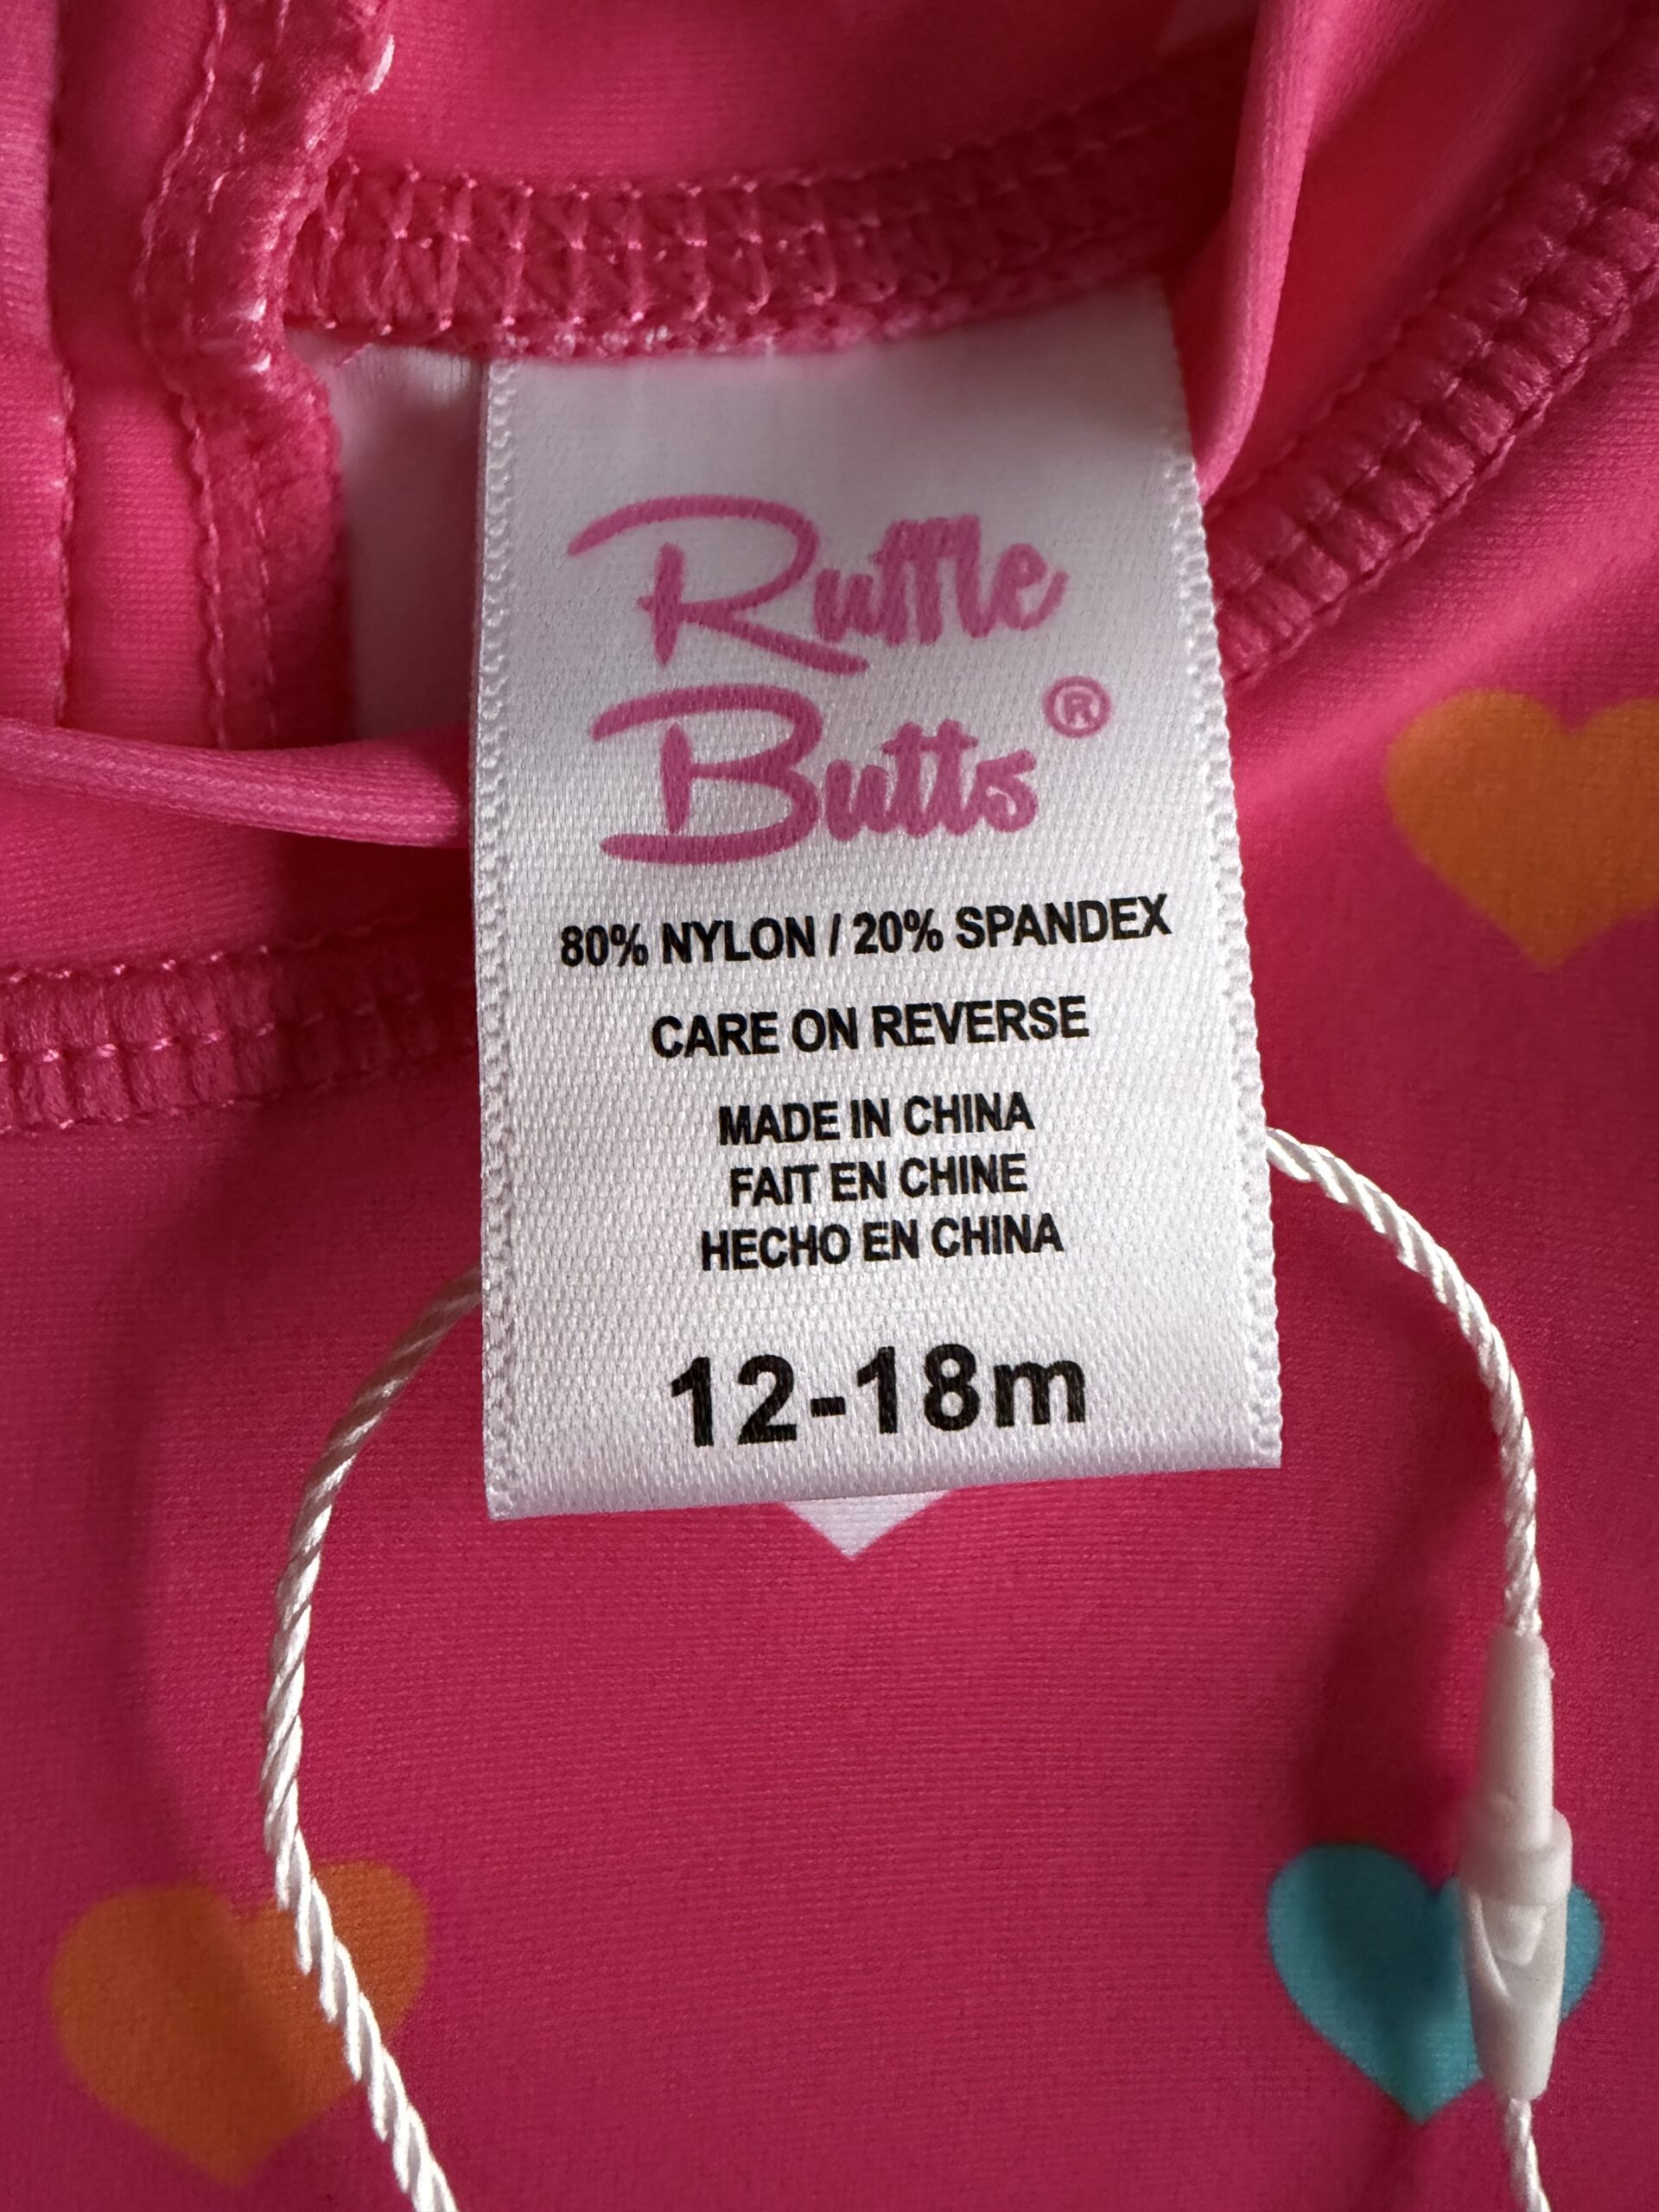 Ruffle
Butts®
80% NYLON / 20% SPANDEX
CARE ON REVERSE
MADE IN CHINA
FAIT EN CHINE
HECHO EN CHINA
12-18m